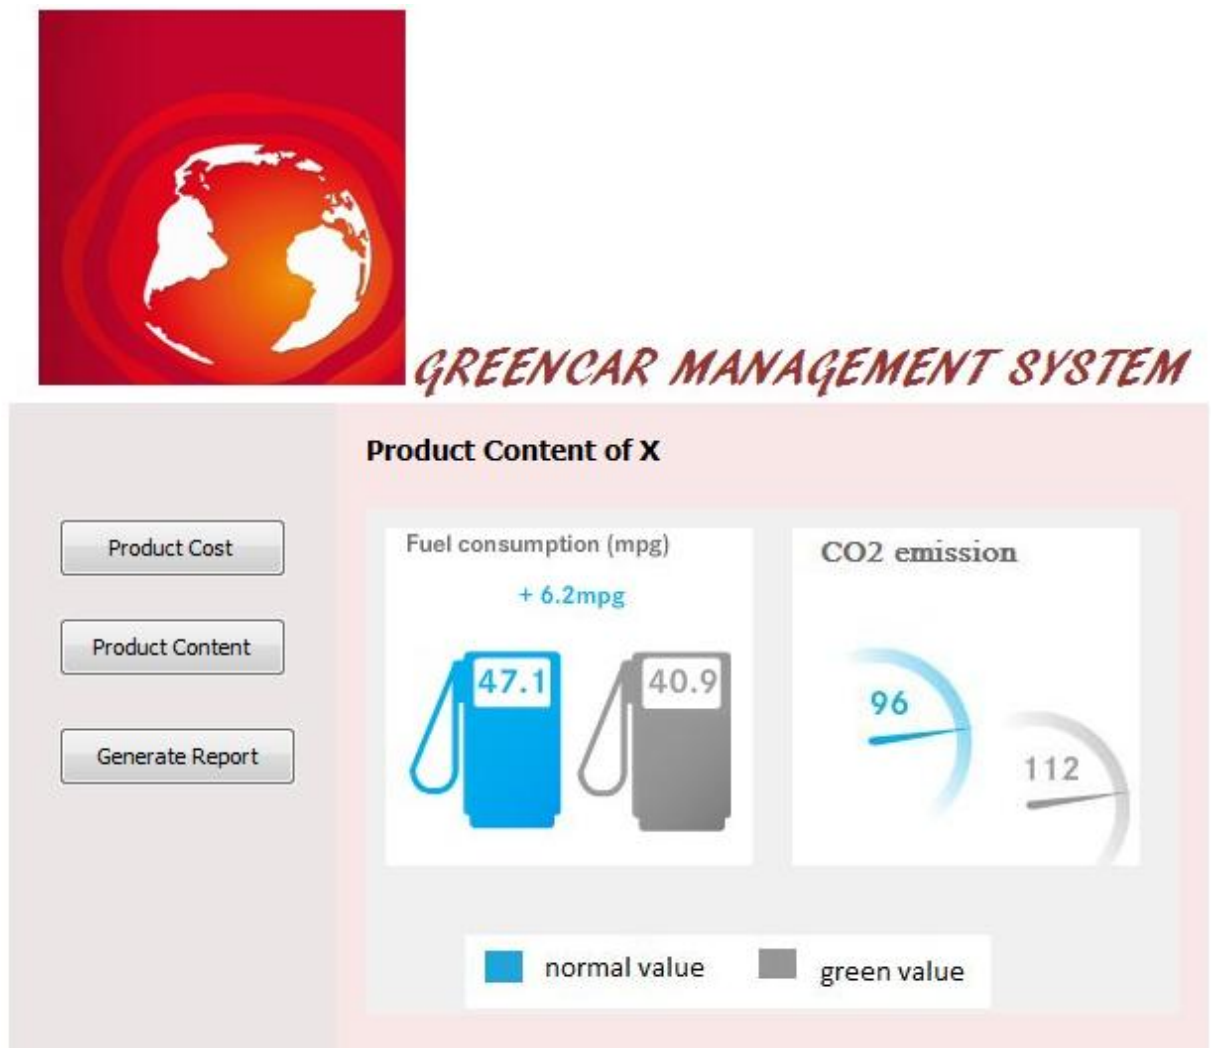 GREENCAR MANAGEMENT SYSTEM
Product Content of X
Product Cost
Product Content
Generate Report
Fuel consumption (mpg)
+ 6.2mpg
47.1
40.9
CO2 emission
96
112
normal value
green value